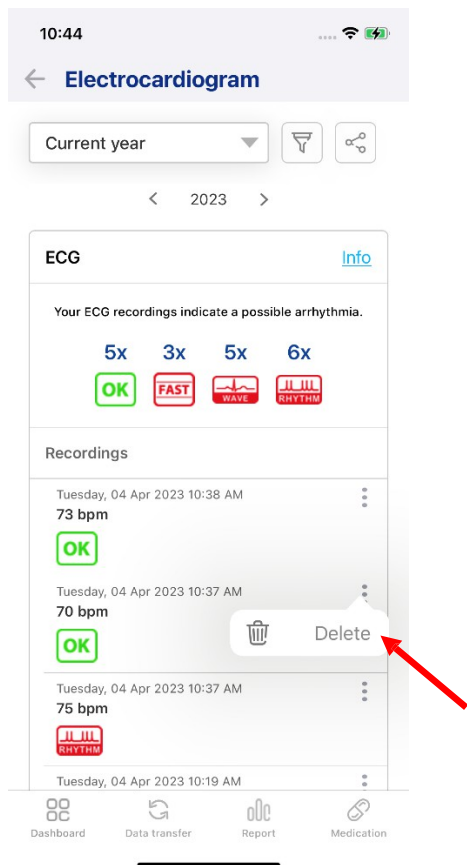 10:44
Electrocardiogram
Current year
2023
ECG Info
Your ECG recordings indicate a possible arrhythmia.
5x 3x 5x 6x
OK FAST WAVE RHYTHM
Recordings
Tuesday, 04 Apr 2023 10:38 AM
73 bpm
OK
Tuesday, 04 Apr 2023 10:37 AM
70 bpm
Delete
OK
Tuesday, 04 Apr 2023 10:37 AM
75 bpm
RHYTHM
Tuesday, 04 Apr 2023 10:19 AM
Dashboard Data transfer Report Medication